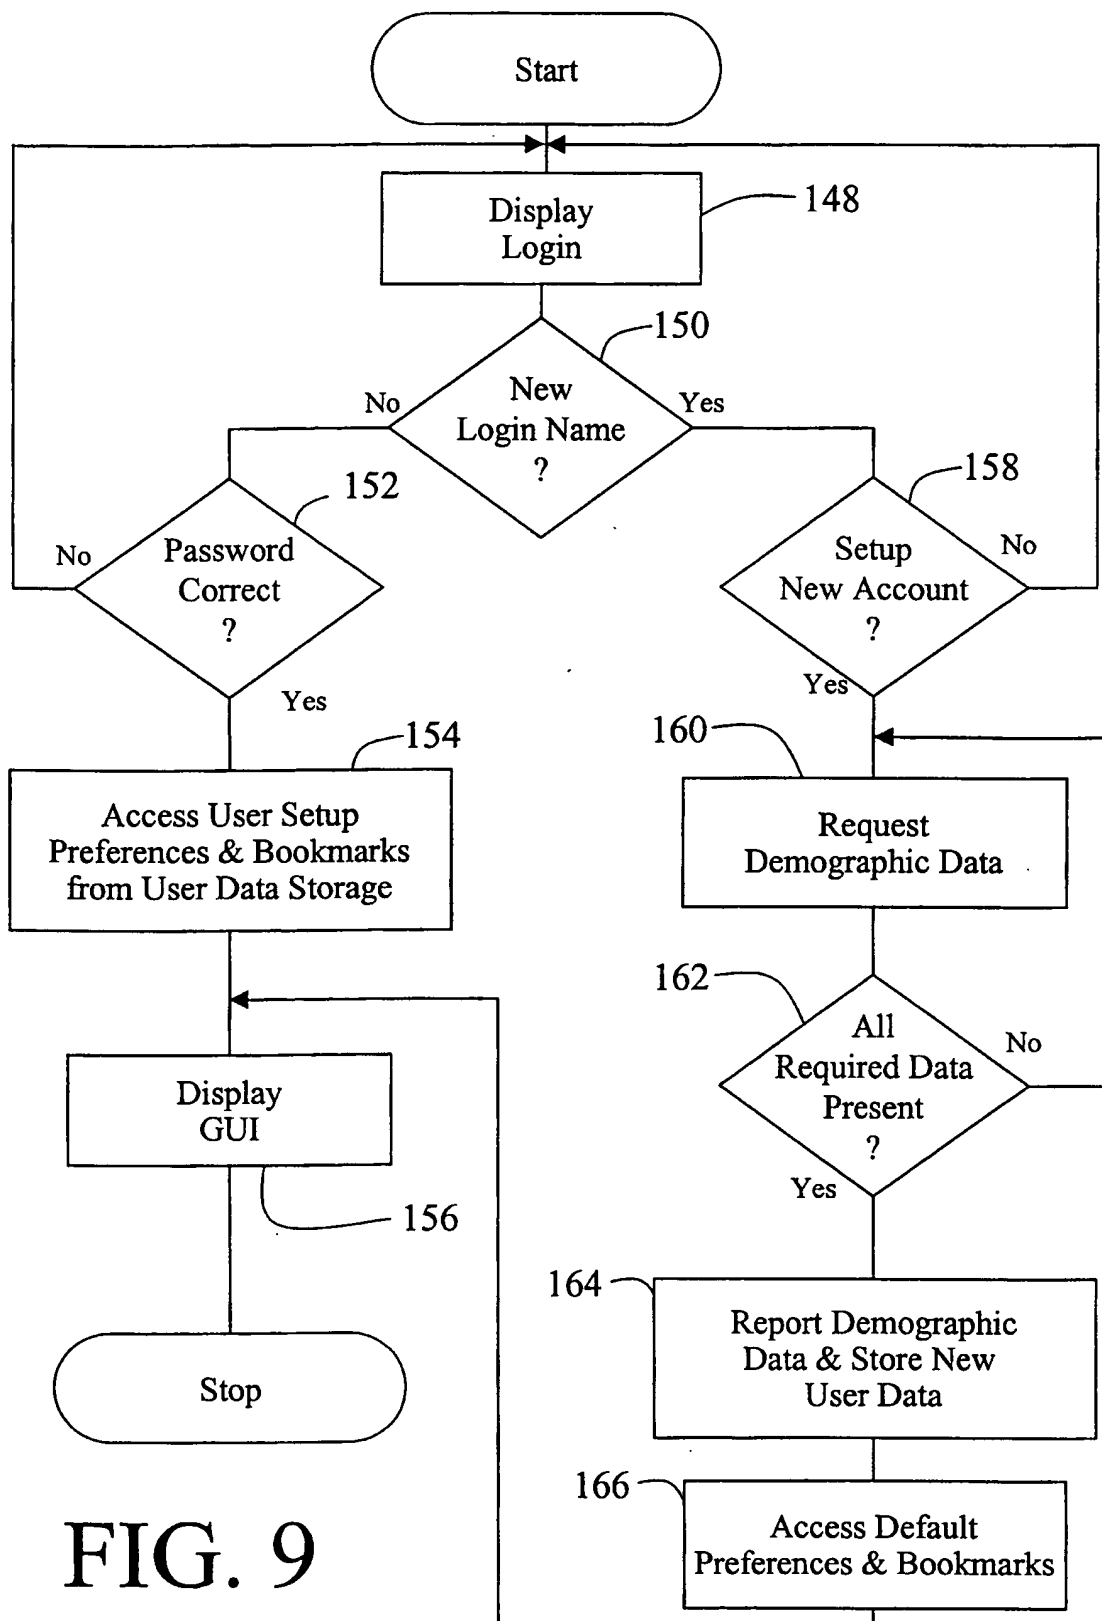 Start
Display
Login
148
150
New
Login Name
?
No
Yes
152
Password
Correct
?
No
Yes
158
Setup
New Account
?
No
Yes
154
Access User Setup
Preferences & Bookmarks
from User Data Storage
160
Request
Demographic Data
162
All
Required Data
Present
?
No
Yes
Display
GUI
156
Stop
164
Report Demographic
Data & Store New
User Data
166
Access Default
Preferences & Bookmarks
FIG. 9